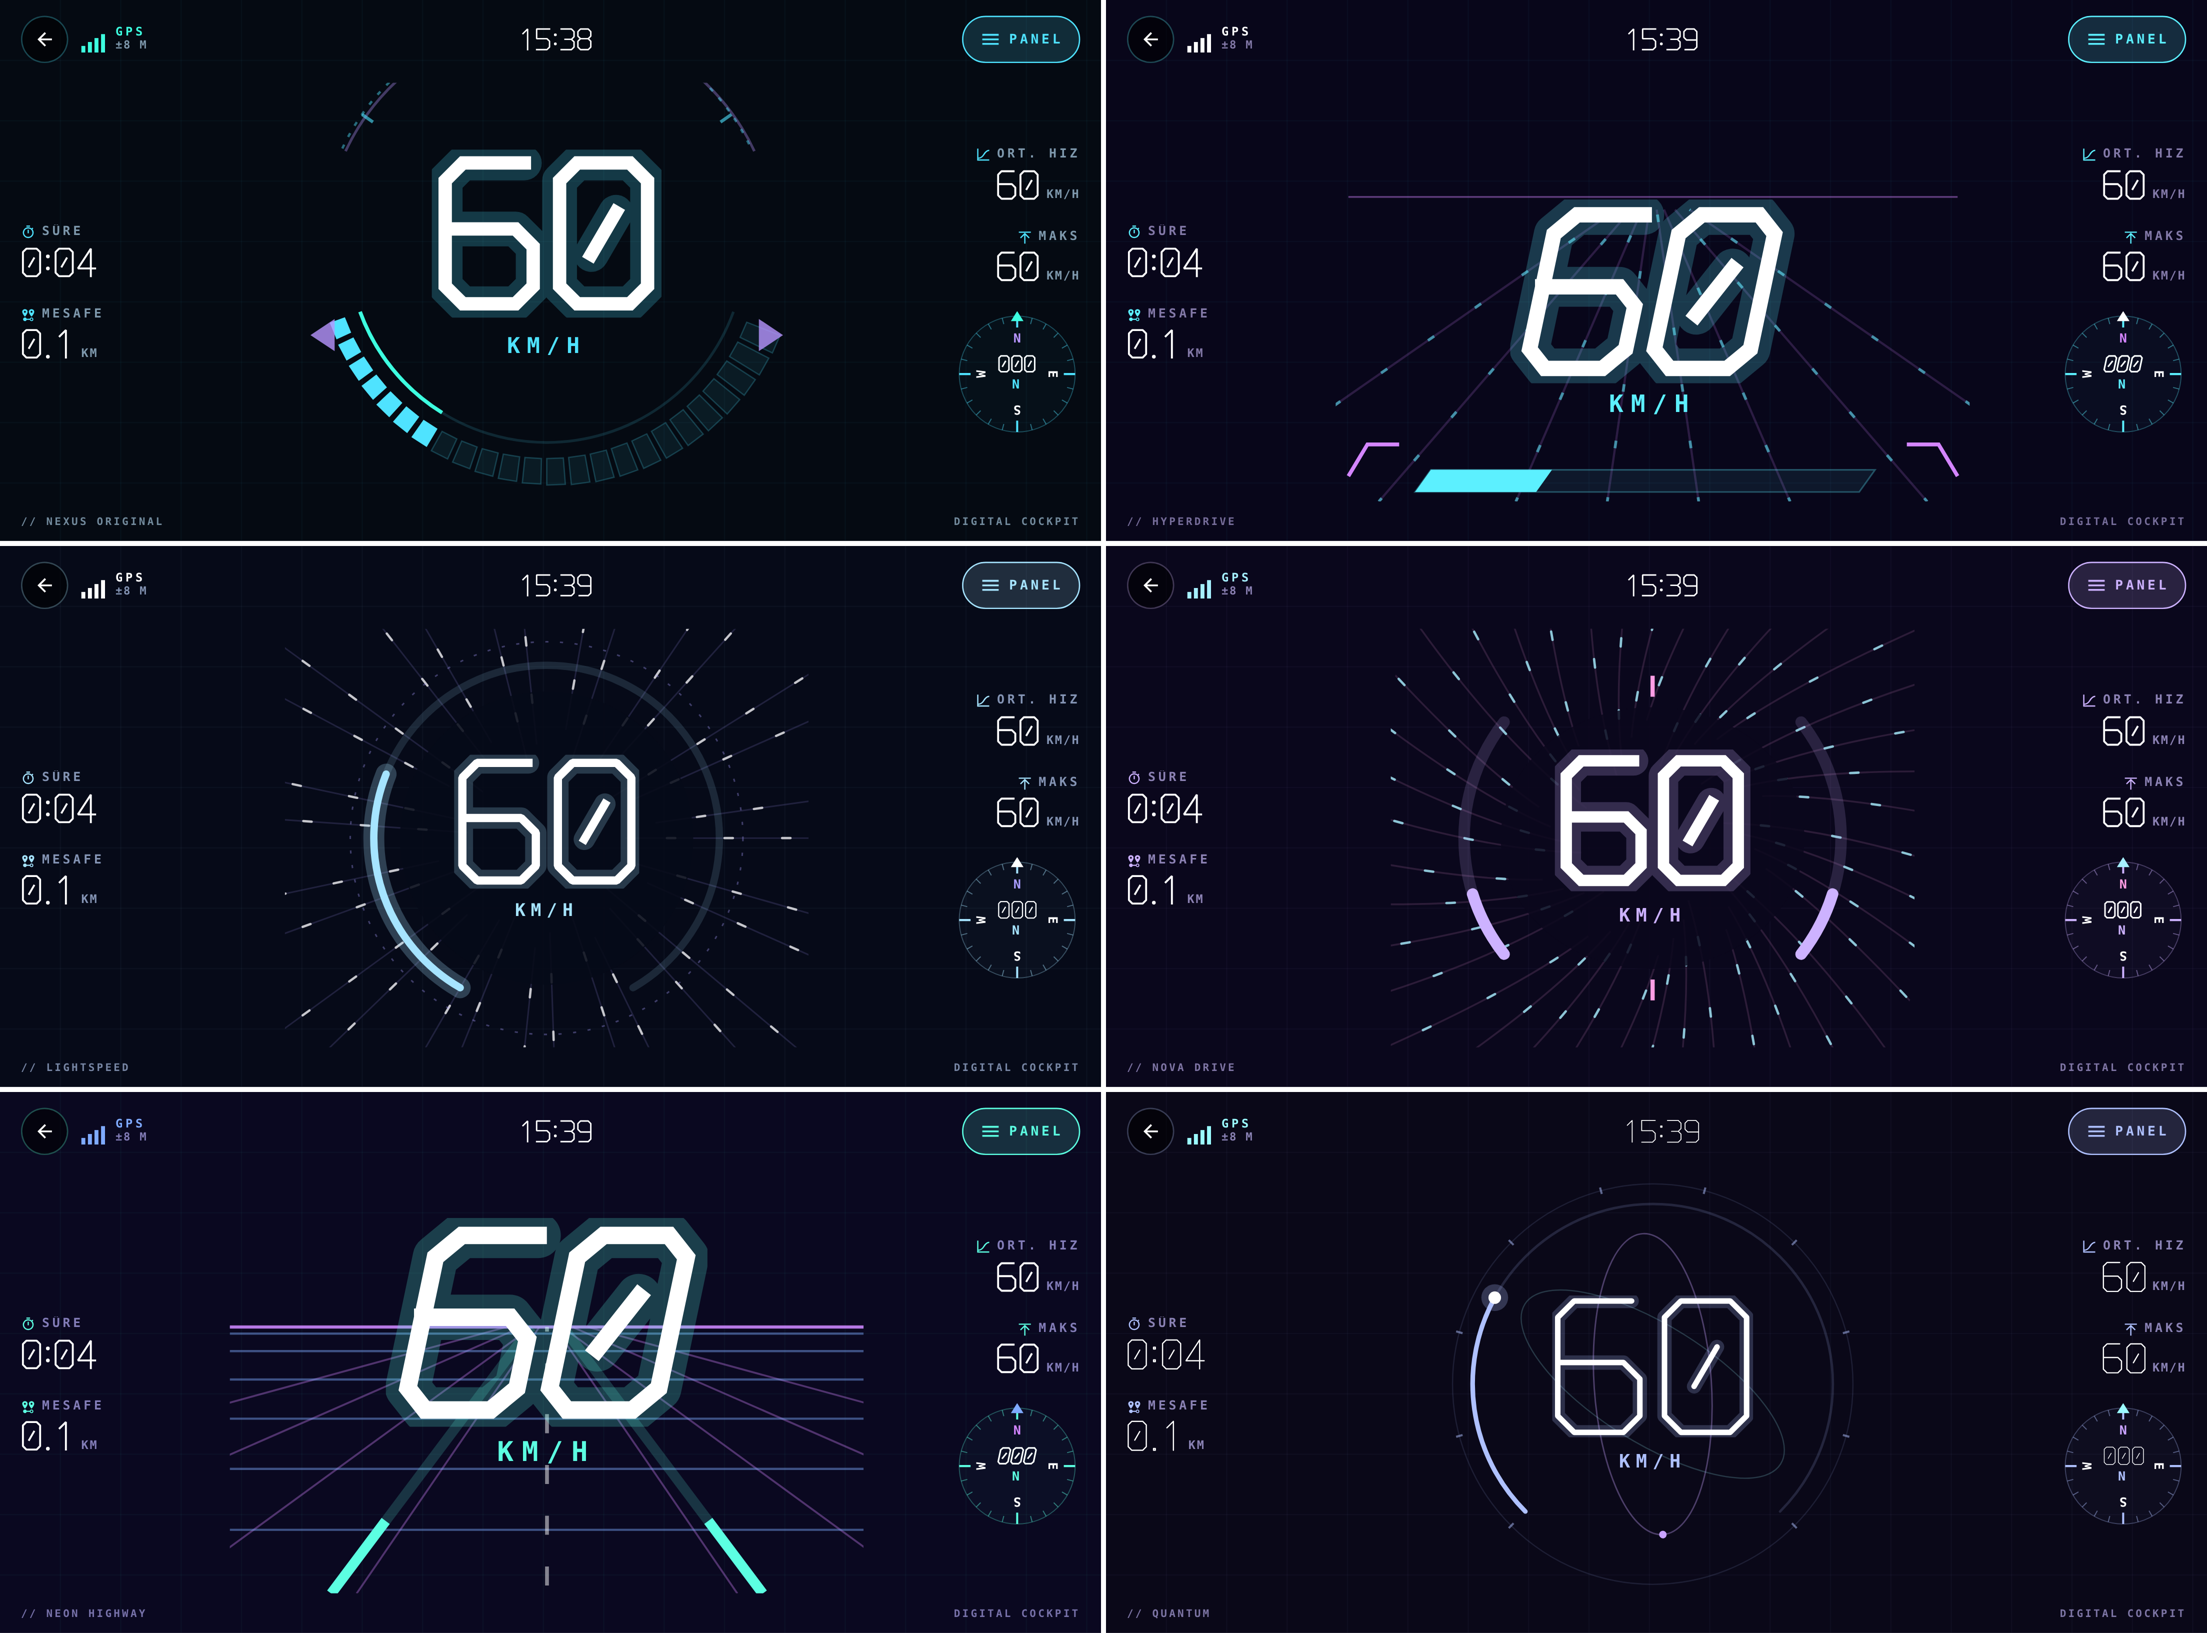 GPS
±8 M
15:38
PANEL
ORT. HIZ
60 KM/H
SÜRE
0:04
MAKS
60 KM/H
MESAFE
0.1 KM
60
KM/H
N
W 000 E
N
S
// NEXUS ORIGINAL
DIGITAL COCKPIT
GPS
±8 M
15:39
PANEL
ORT. HIZ
60 KM/H
SÜRE
0:04
MAKS
60 KM/H
MESAFE
0.1 KM
60
KM/H
N
W 000 E
N
S
// HYPERDRIVE
DIGITAL COCKPIT
GPS
±8 M
15:39
PANEL
ORT. HIZ
60 KM/H
SÜRE
0:04
MAKS
60 KM/H
MESAFE
0.1 KM
60
KM/H
N
W 000 E
N
S
// LIGHTSPEED
DIGITAL COCKPIT
GPS
±8 M
15:39
PANEL
ORT. HIZ
60 KM/H
SÜRE
0:04
MAKS
60 KM/H
MESAFE
0.1 KM
60
KM/H
N
W 000 E
N
S
// NOVA DRIVE
DIGITAL COCKPIT
GPS
±8 M
15:39
PANEL
ORT. HIZ
60 KM/H
SÜRE
0:04
MAKS
60 KM/H
MESAFE
0.1 KM
60
KM/H
N
W 000 E
N
S
// NEON HIGHWAY
DIGITAL COCKPIT
GPS
±8 M
15:39
PANEL
ORT. HIZ
60 KM/H
SÜRE
0:04
MAKS
60 KM/H
MESAFE
0.1 KM
60
KM/H
N
W 000 E
N
S
// QUANTUM
DIGITAL COCKPIT